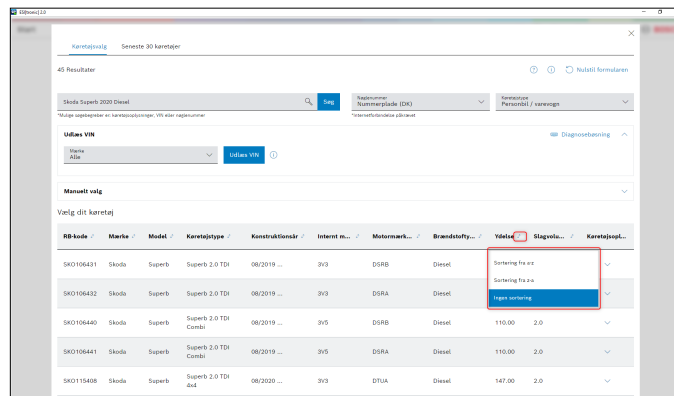 ES[tronic] 2.0
Start
Køretøjsvalg
Seneste 30 køretøjer
45 Resultater
Nulstil formularen
Skoda Superb 2020 Diesel
Søg
Nøglenummer
Nummerplade (DK)
Køretøjstype
Personbil / varevogn
*Mulige søgebegreber er: køretøjsoplysninger, VIN eller nøglenummer
*Internetforbindelse påkrævet
Udlæs VIN
Diagnosebøsning
Mærke
Alle
Udlæs VIN
Manuelt valg
Vælg dit køretøj
RB-kode Mærke Model Køretøjstype Konstruktionsår Internt m... Motormærk... Brændstofty... Ydelse Slagvolu... Køretøjsopl...
SKO106431 Skoda Superb Superb 2.0 TDI 08/2019 ... 3V3 DSRB Diesel
Sortering fra a-z
Sortering fra z-a
Ingen sortering
SKO106432 Skoda Superb Superb 2.0 TDI 08/2019 ... 3V3 DSRA Diesel
SKO106440 Skoda Superb Superb 2.0 TDI Combi 08/2019 ... 3V5 DSRB Diesel 110.00 2.0
SKO106441 Skoda Superb Superb 2.0 TDI Combi 08/2019 ... 3V5 DSRA Diesel 110.00 2.0
SKO115408 Skoda Superb Superb 2.0 TDI 4x4 08/2020 ... 3V3 DTUA Diesel 147.00 2.0